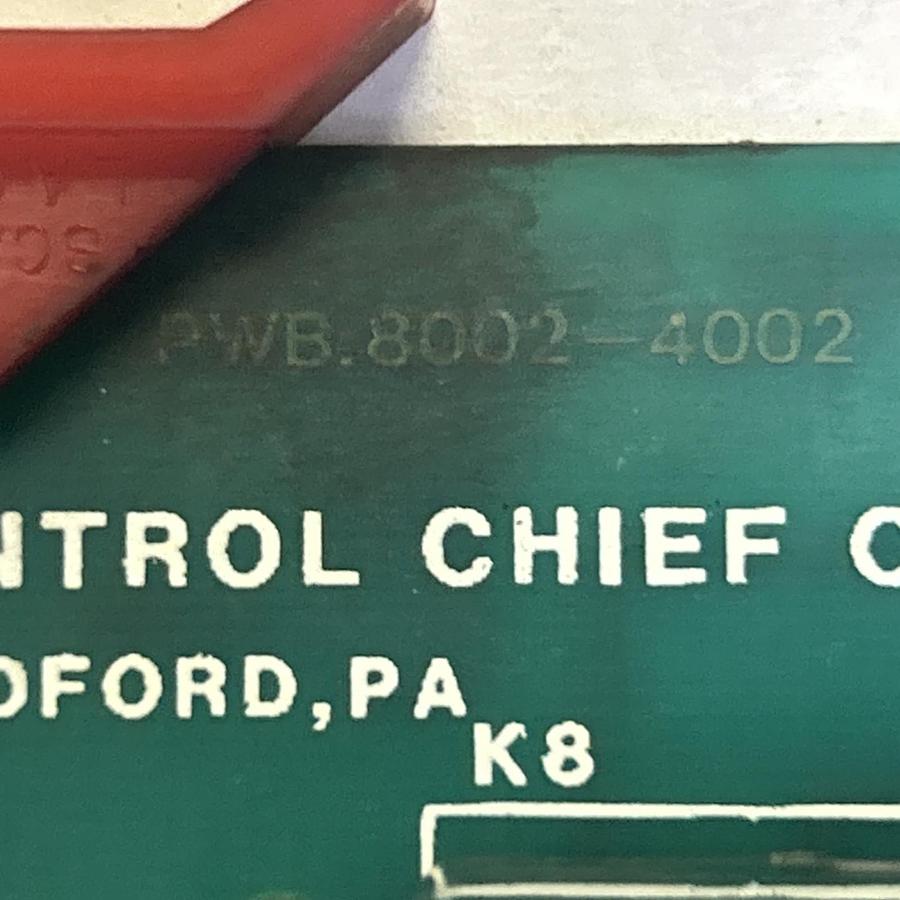 PWB.8002-4002
NTROL CHIEF C
DFORD,PA
K8